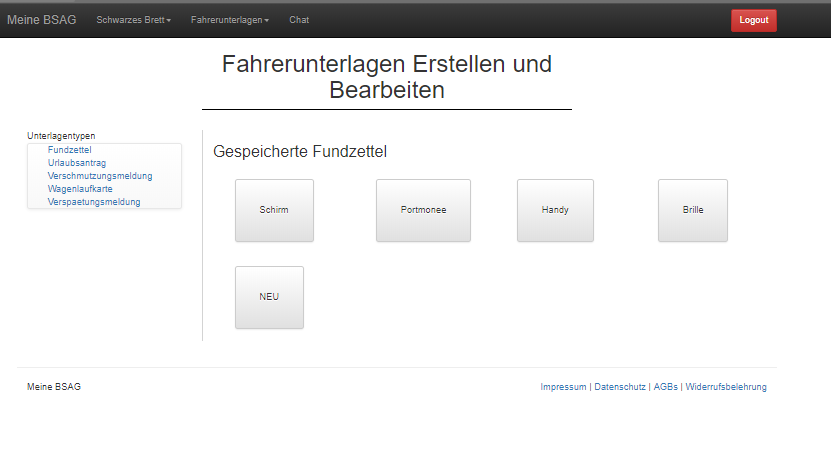 Meine BSAG Schwarzes Brett Fahrerunterlagen Chat Logout
Fahrerunterlagen Erstellen und
Bearbeiten
Unterlagentypen
Fundzettel
Urlaubsantrag
Verschmutzungsmeldung
Wagenlaufkarte
Verspaetungsmeldung
Gespeicherte Fundzettel
Schirm Portmonee Handy Brille
NEU
Meine BSAG Impressum | Datenschutz | AGBs | Widerrufsbelehrung